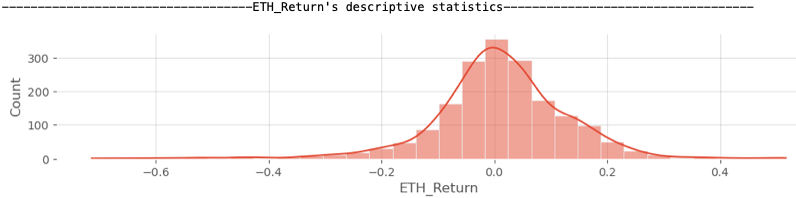 -----------------------------------ETH_Return's descriptive statistics-----------------------------------
300
200
100
0
Count
−0.6 −0.4 −0.2 0.0 0.2 0.4
ETH_Return